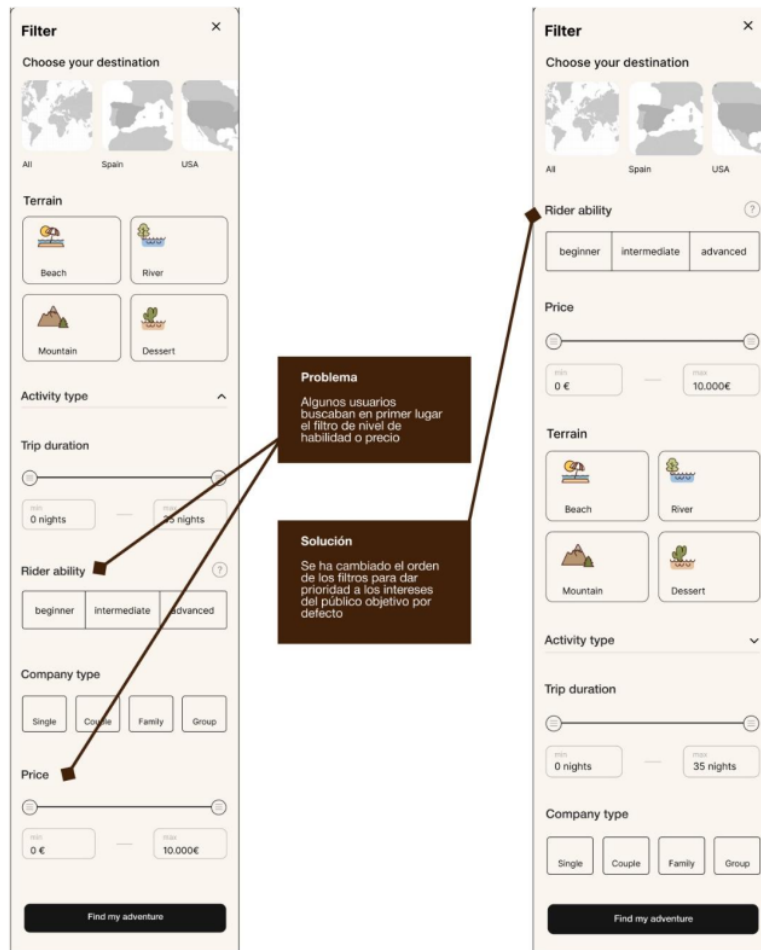 Filter
Choose your destination
All Spain USA
Terrain
Beach River
Mountain Dessert
Activity type
Trip duration
min
0 nights 35 nights
Rider ability ?
beginner intermediate advanced
Company type
Single Couple Family Group
Price
min max
0 € 10.000€
Find my adventure
Problema
Algunos usuarios
buscaban en primer lugar
el filtro de nivel de
habilidad o precio
Solución
Se ha cambiado el orden
de los filtros para dar
prioridad a los intereses
del público objetivo por
defecto
Filter
Choose your destination
All Spain USA
Rider ability ?
beginner intermediate advanced
Price
min max
0 € 10.000€
Terrain
Beach River
Mountain Dessert
Activity type
Trip duration
min max
0 nights 35 nights
Company type
Single Couple Family Group
Find my adventure